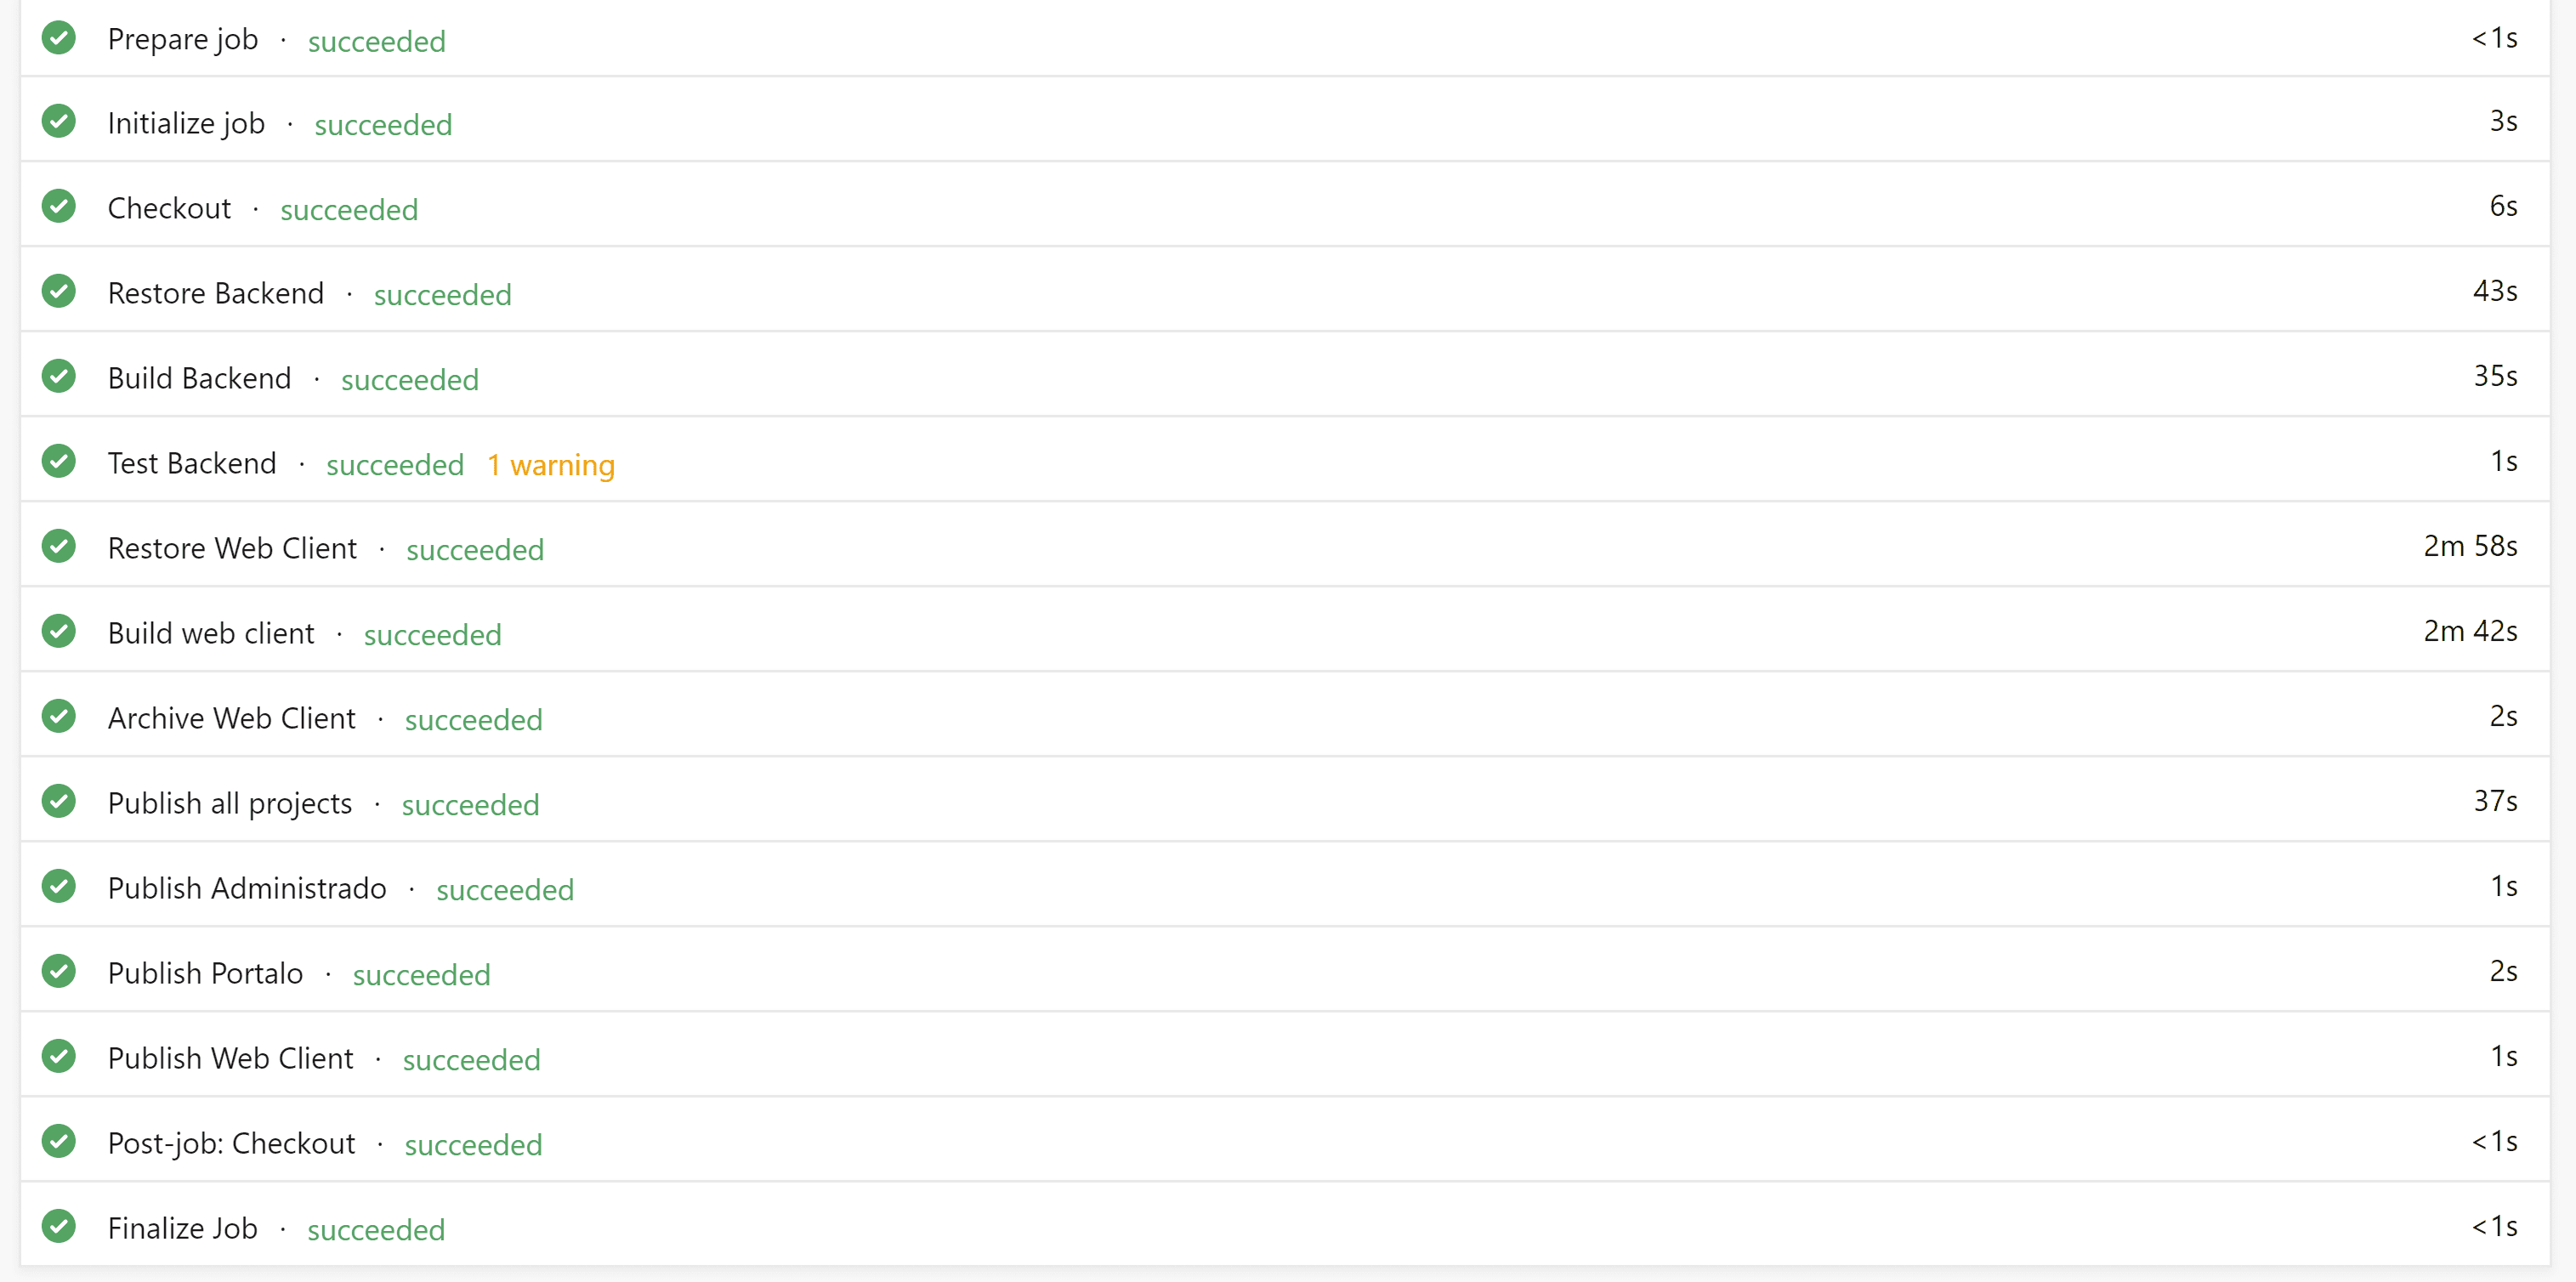 Prepare job · succeeded <1s
Initialize job · succeeded 3s
Checkout · succeeded 6s
Restore Backend · succeeded 43s
Build Backend · succeeded 35s
Test Backend · succeeded 1 warning 1s
Restore Web Client · succeeded 2m 58s
Build web client · succeeded 2m 42s
Archive Web Client · succeeded 2s
Publish all projects · succeeded 37s
Publish Administrado · succeeded 1s
Publish Portalo · succeeded 2s
Publish Web Client · succeeded 1s
Post-job: Checkout · succeeded <1s
Finalize Job · succeeded <1s